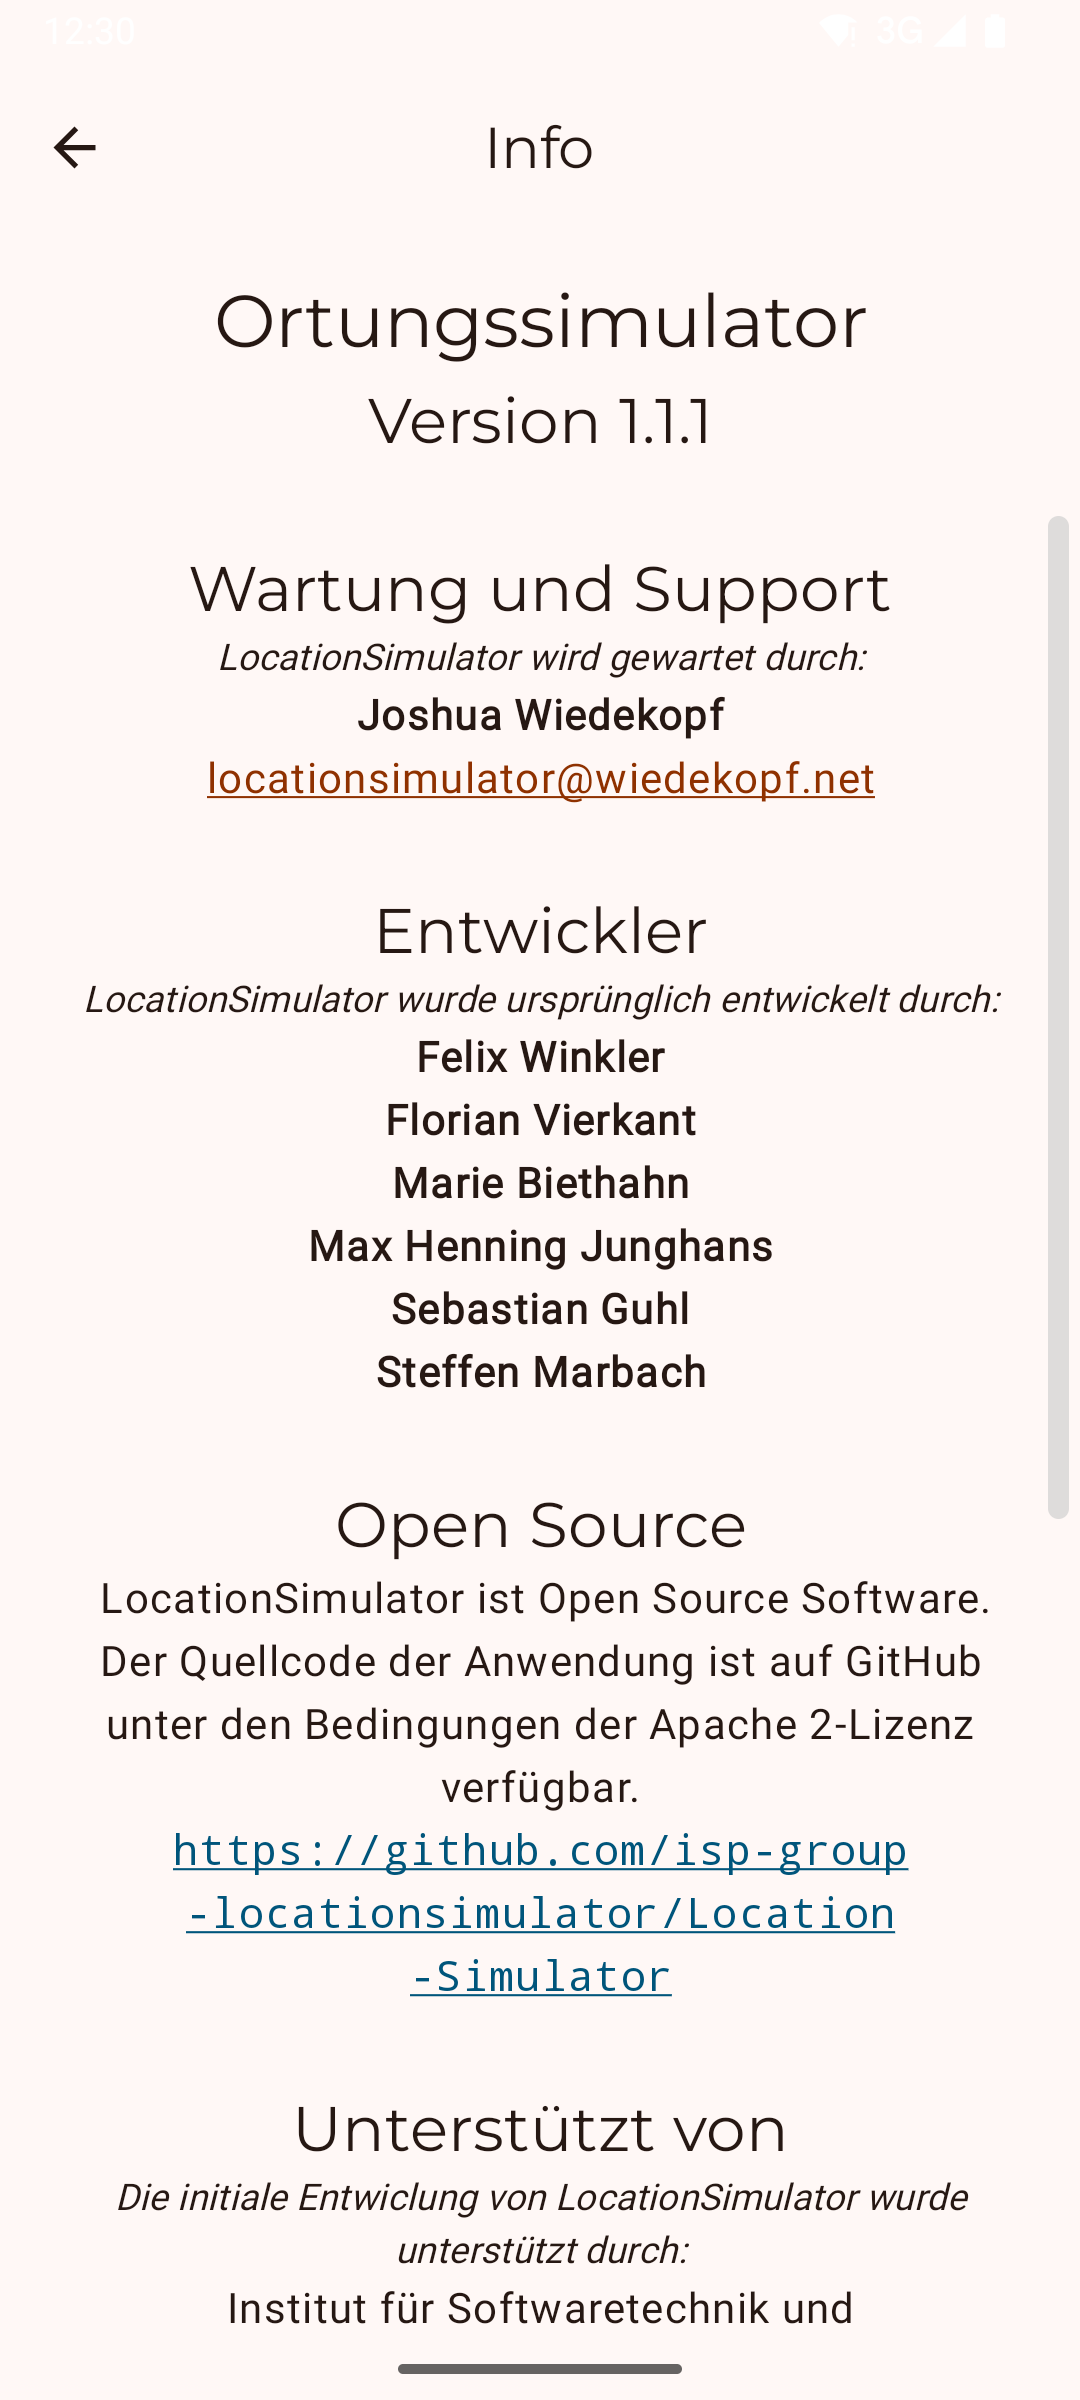 12:30
3G
Info
Ortungssimulator
Version 1.1.1
Wartung und Support
LocationSimulator wird gewartet durch:
Joshua Wiedekopf
locationsimulator@wiedekopf.net
Entwickler
LocationSimulator wurde ursprünglich entwickelt durch:
Felix Winkler
Florian Vierkant
Marie Biethahn
Max Henning Junghans
Sebastian Guhl
Steffen Marbach
Open Source
LocationSimulator ist Open Source Software.
Der Quellcode der Anwendung ist auf GitHub
unter den Bedingungen der Apache 2-Lizenz
verfügbar.
https://github.com/isp-group
-locationsimulator/Location
-Simulator
Unterstützt von
Die initiale Entwiclung von LocationSimulator wurde
unterstützt durch:
Institut für Softwaretechnik und